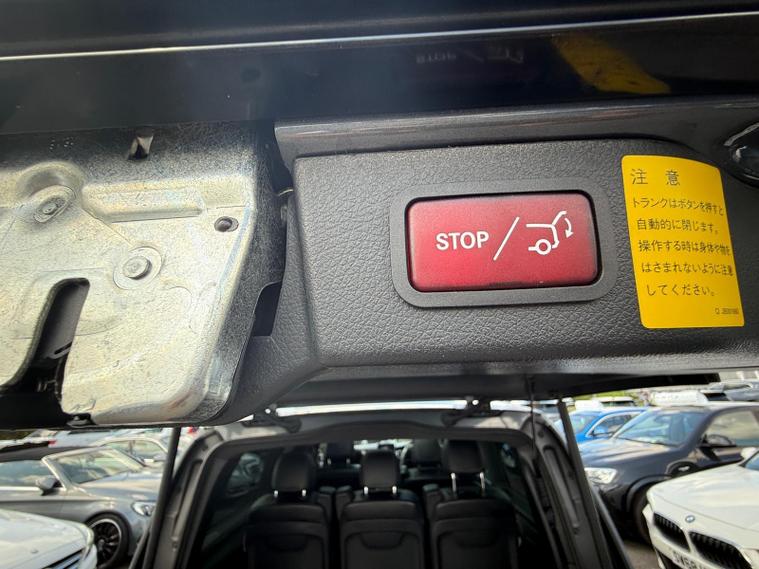 STOP /
注 意
トランクはボタンを押すと
自動的に閉じます。
操作する時は身体や物を
はさまれないように注意
してください。